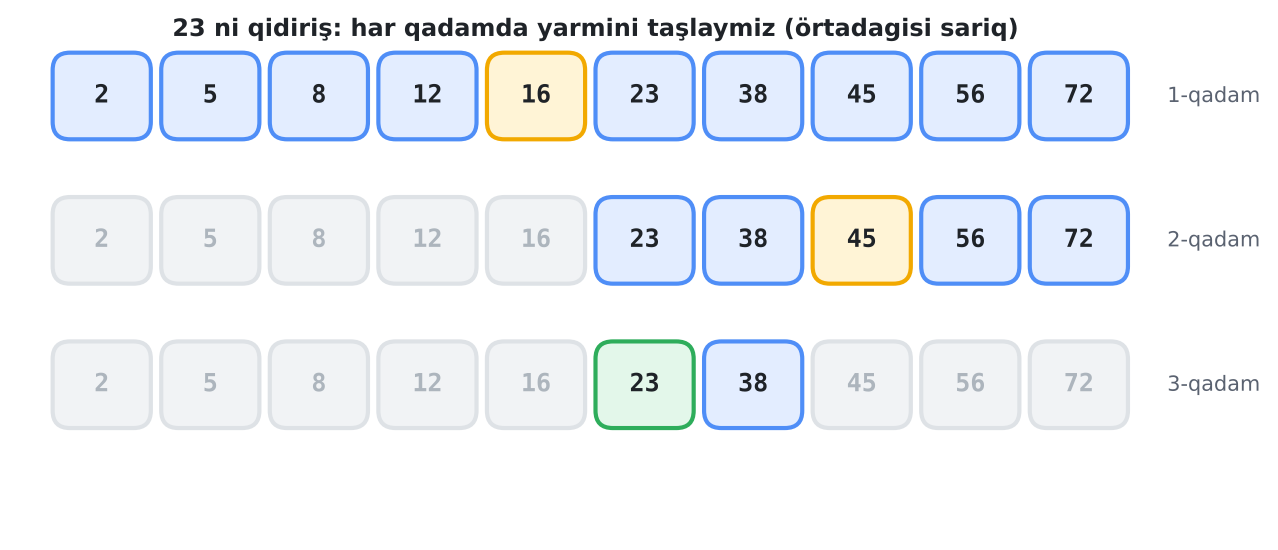 23 ni qidiriş: har qadamda yarmini taşlaymiz (örtadagisi sariq)
2 5 8 12 16 23 38 45 56 72 1-qadam
2 5 8 12 16 23 38 45 56 72 2-qadam
2 5 8 12 16 23 38 45 56 72 3-qadam